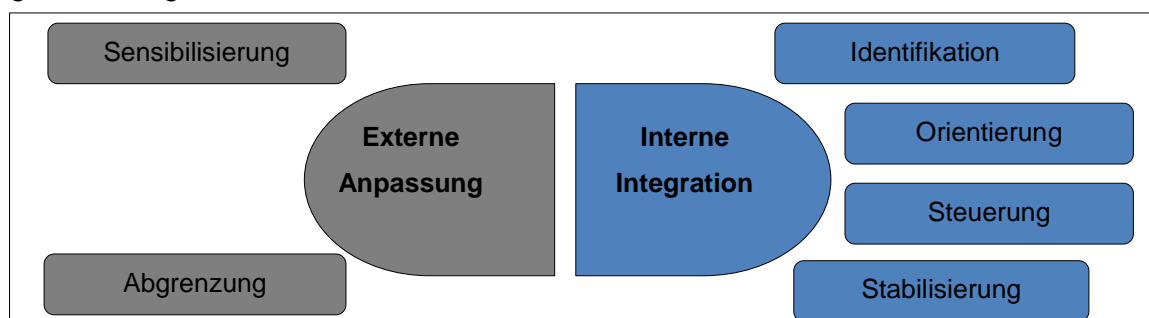 Sensibilisierung
Externe
Anpassung
Abgrenzung
Interne
Integration
Identifikation
Orientierung
Steuerung
Stabilisierung